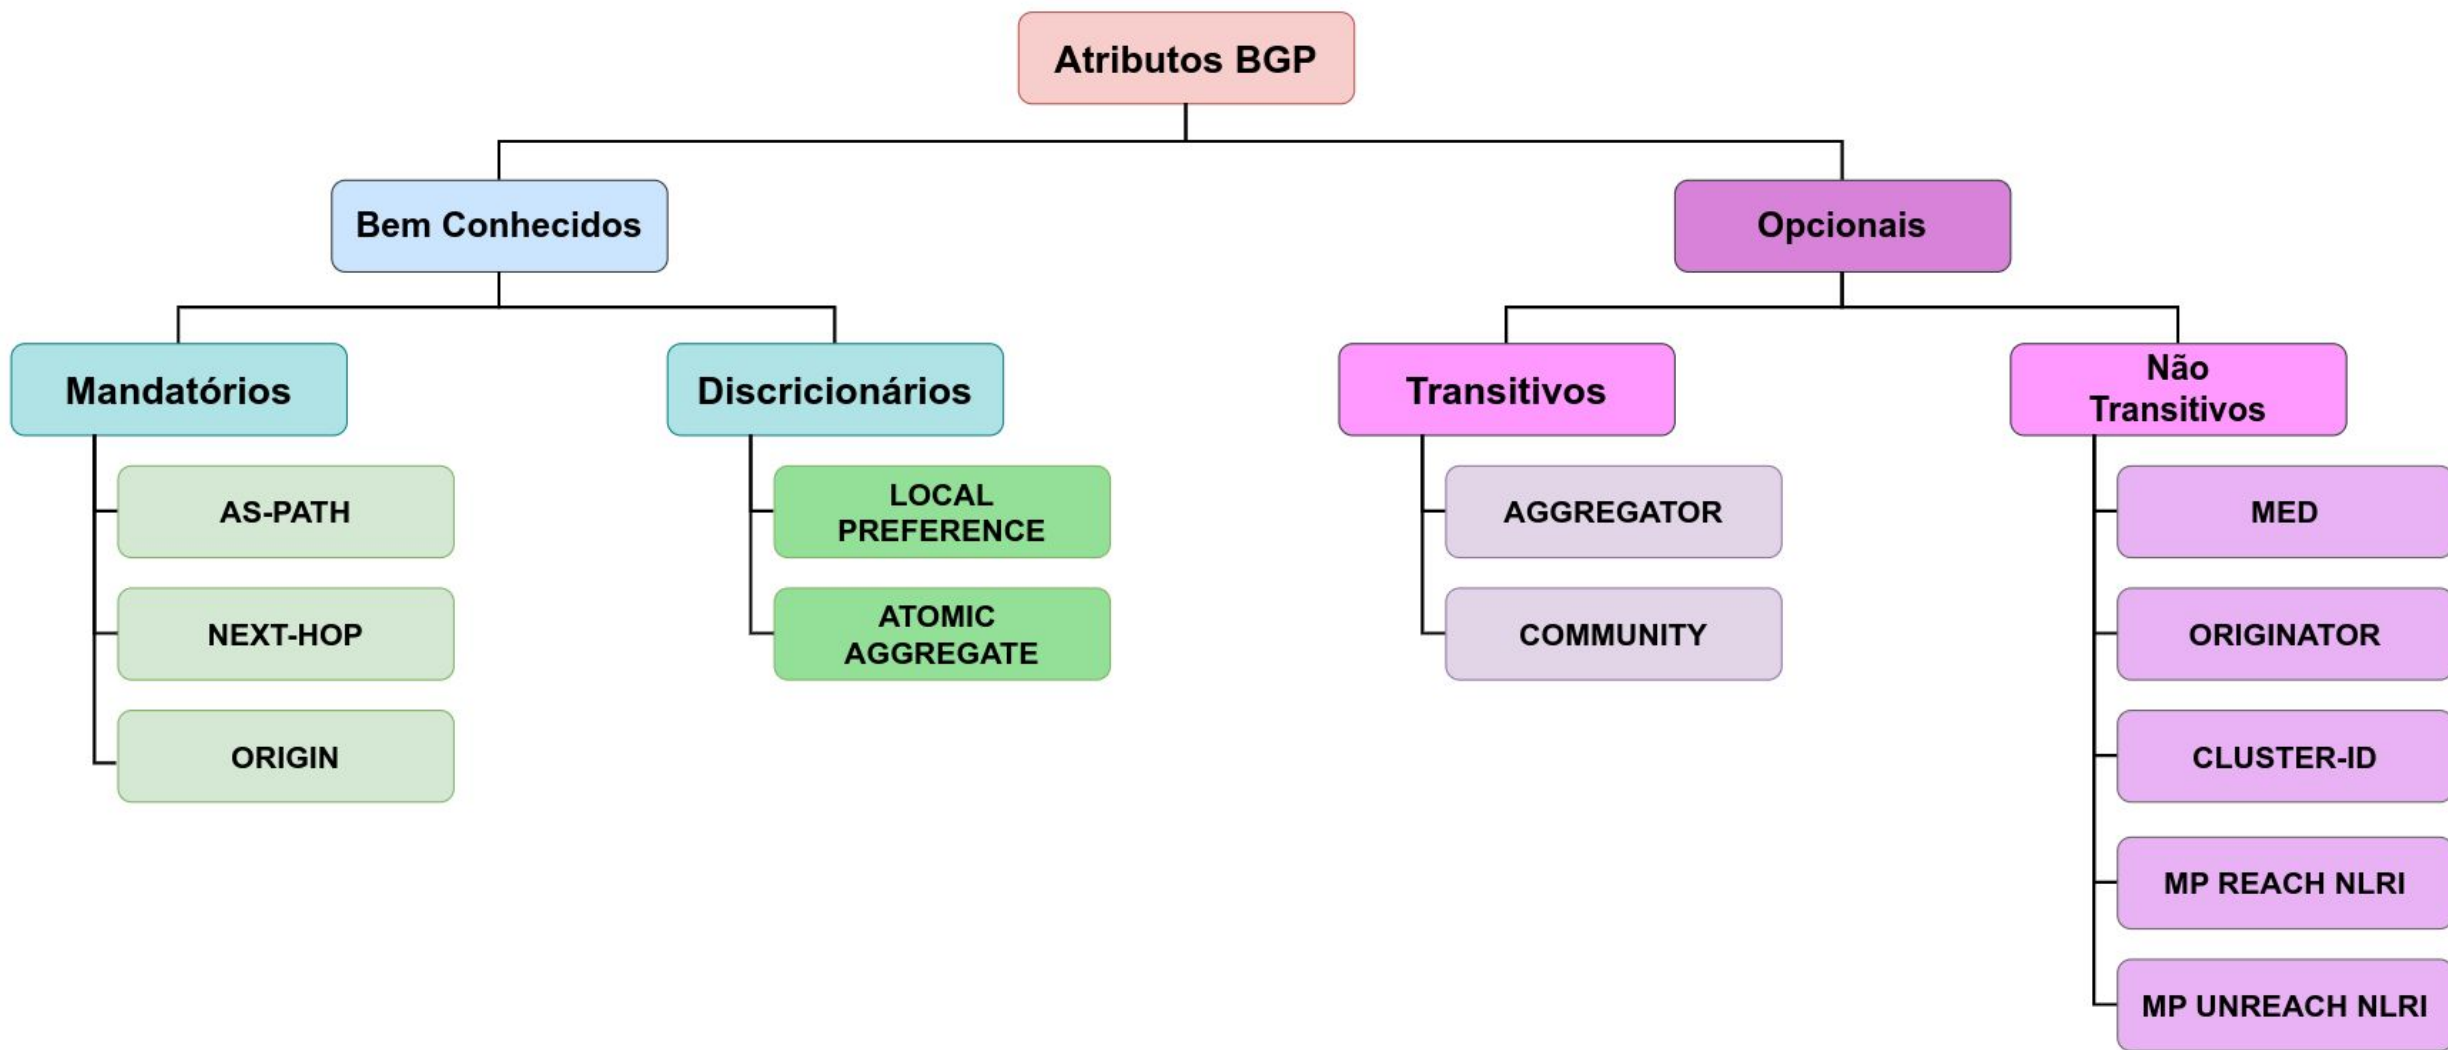 Atributos BGP
Bem Conhecidos
Opcionais
Mandatórios
Discricionários
Transitivos
Não
Transitivos
AS-PATH
NEXT-HOP
ORIGIN
LOCAL
PREFERENCE
ATOMIC
AGGREGATE
AGGREGATOR
COMMUNITY
MED
ORIGINATOR
CLUSTER-ID
MP REACH NLRI
MP UNREACH NLRI